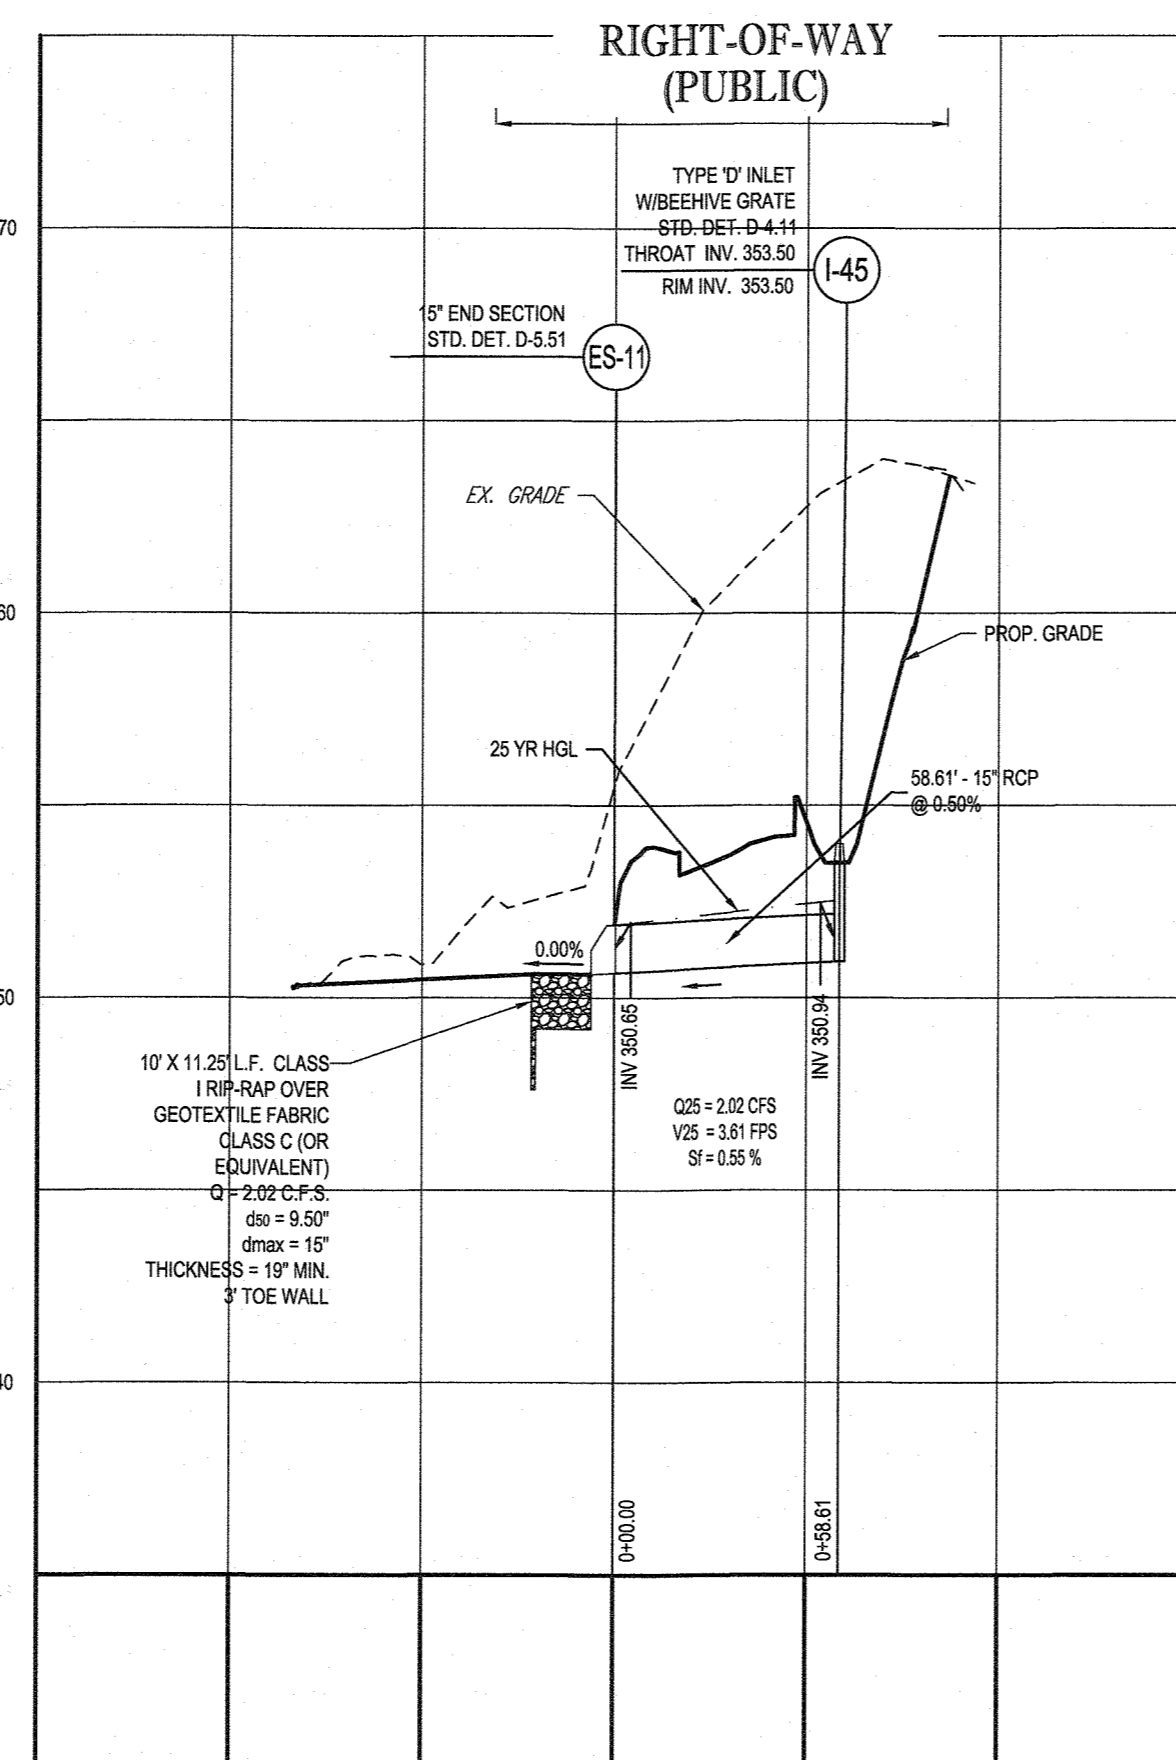 RIGHT-OF-WAY
(PUBLIC)
TYPE 'D' INLET
W/BEEHIVE GRATE
STD. DET. D-4.11
THROAT INV. 353.50
RIM INV. 353.50
I-45
70
15" END SECTION
STD. DET. D-5.51
ES-11
EX. GRADE
60
PROP. GRADE
25 YR HGL
58.61' - 15" RCP
@ 0.50%
0.00%
50
INV 350.65
INV 350.94
10' X 11.25' L.F. CLASS
I RIP-RAP OVER
GEOTEXTILE FABRIC
CLASS C (OR
EQUIVALENT)
Q = 2.02 C.F.S.
d50 = 9.50"
dmax = 15"
THICKNESS = 19" MIN.
3' TOE WALL
Q25 = 2.02 CFS
V25 = 3.61 FPS
Sf = 0.55 %
40
0+00.00
0+58.61